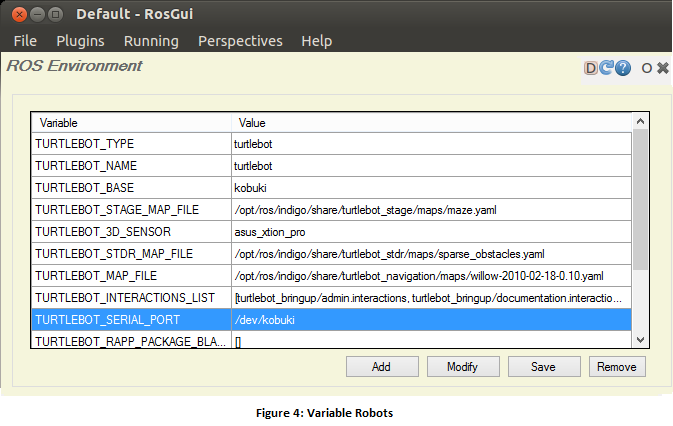 Default - RosGui
File Plugins Running Perspectives Help
ROS Environment D ? O
Variable Value
TURTLEBOT_TYPE turtlebot
TURTLEBOT_NAME turtlebot
TURTLEBOT_BASE kobuki
TURTLEBOT_STAGE_MAP_FILE /opt/ros/indigo/share/turtlebot_stage/maps/maze.yaml
TURTLEBOT_3D_SENSOR asus_xtion_pro
TURTLEBOT_STDR_MAP_FILE /opt/ros/indigo/share/turtlebot_stdr/maps/sparse_obstacles.yaml
TURTLEBOT_MAP_FILE /opt/ros/indigo/share/turtlebot_navigation/maps/willow-2010-02-18-0.10.yaml
TURTLEBOT_INTERACTIONS_LIST [turtlebot_bringup/admin.interactions, turtlebot_bringup/documentation.interactio...
TURTLEBOT_SERIAL_PORT /dev/kobuki
TURTLEBOT_RAPP_PACKAGE_BLA... []
Add Modify Save Remove
Figure 4: Variable Robots